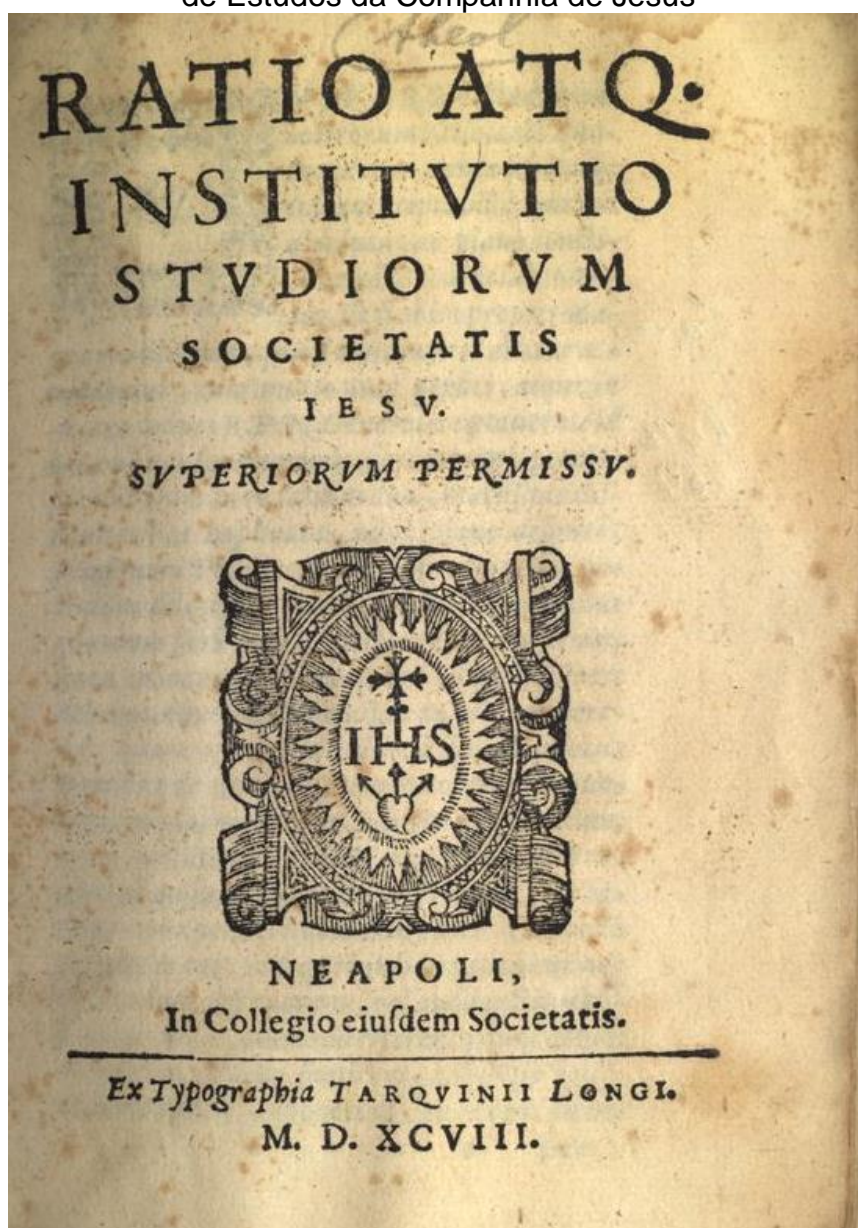 de Estudos da Companhia de Jesus
(Theol
RATIO ATQ.
INSTITVTIO
STVDIORVM
SOCIETATIS
IESV.
SVPERIORVM PERMISSV.
IHS
NEAPOLI,
In Collegio eiuſdem Societatis.
Ex Typographia TARQVINII LONGI.
M. D. XCVIII.